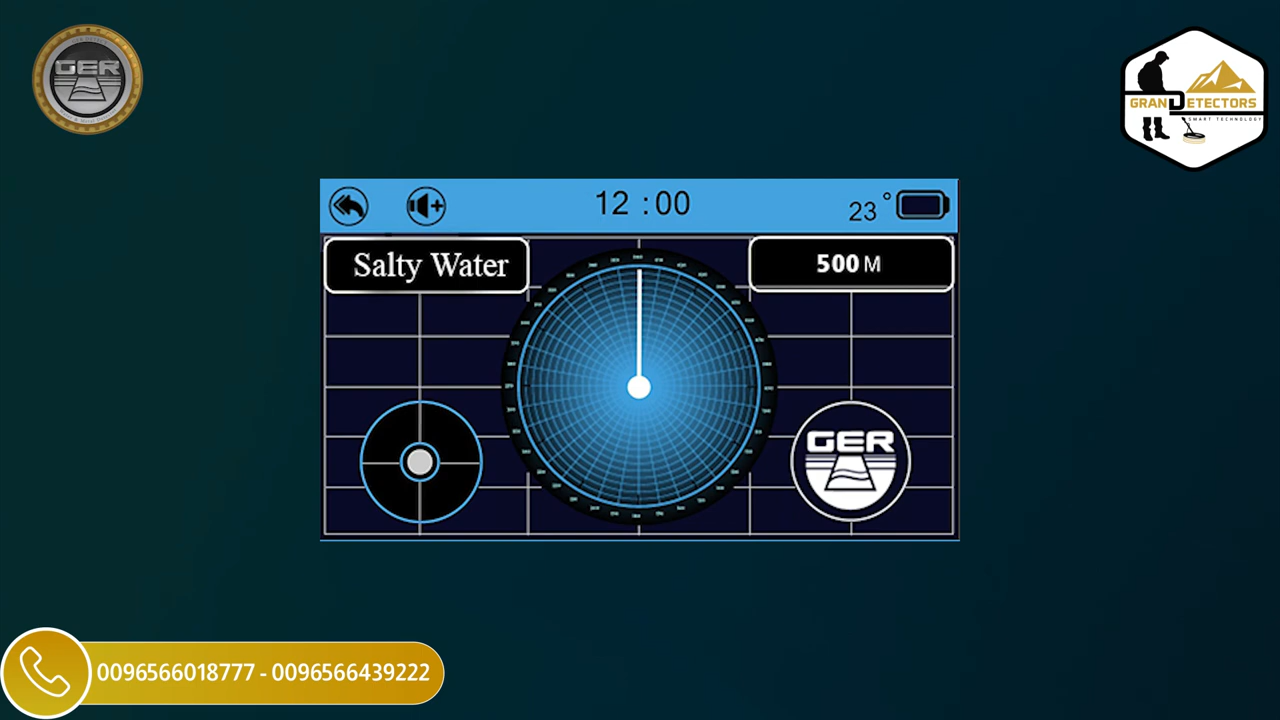 GER
GRANDETECTORS
SMART TECHNOLOGY
12 :00
23°
Salty Water
500 M
GER
0096566018777 - 0096566439222